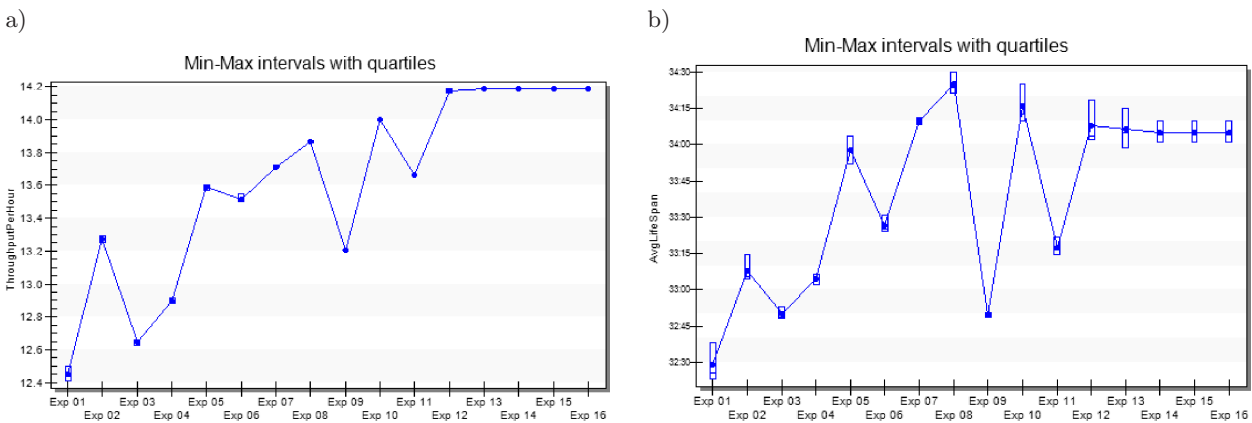 a)
Min-Max intervals with quartiles
ThroughInputPerHour
14.2
14.0
13.8
13.6
13.4
13.2
13.0
12.8
12.6
12.4
Exp 01 Exp 03 Exp 05 Exp 07 Exp 09 Exp 11 Exp 13 Exp 15
Exp 02 Exp 04 Exp 06 Exp 08 Exp 10 Exp 12 Exp 14 Exp 16
b)
Min-Max intervals with quartiles
AvgLifeSpan
34:30
34:15
34:00
33:45
33:30
33:15
33:00
32:45
32:30
Exp 01 Exp 03 Exp 05 Exp 07 Exp 09 Exp 11 Exp 13 Exp 15
Exp 02 Exp 04 Exp 06 Exp 08 Exp 10 Exp 12 Exp 14 Exp 16